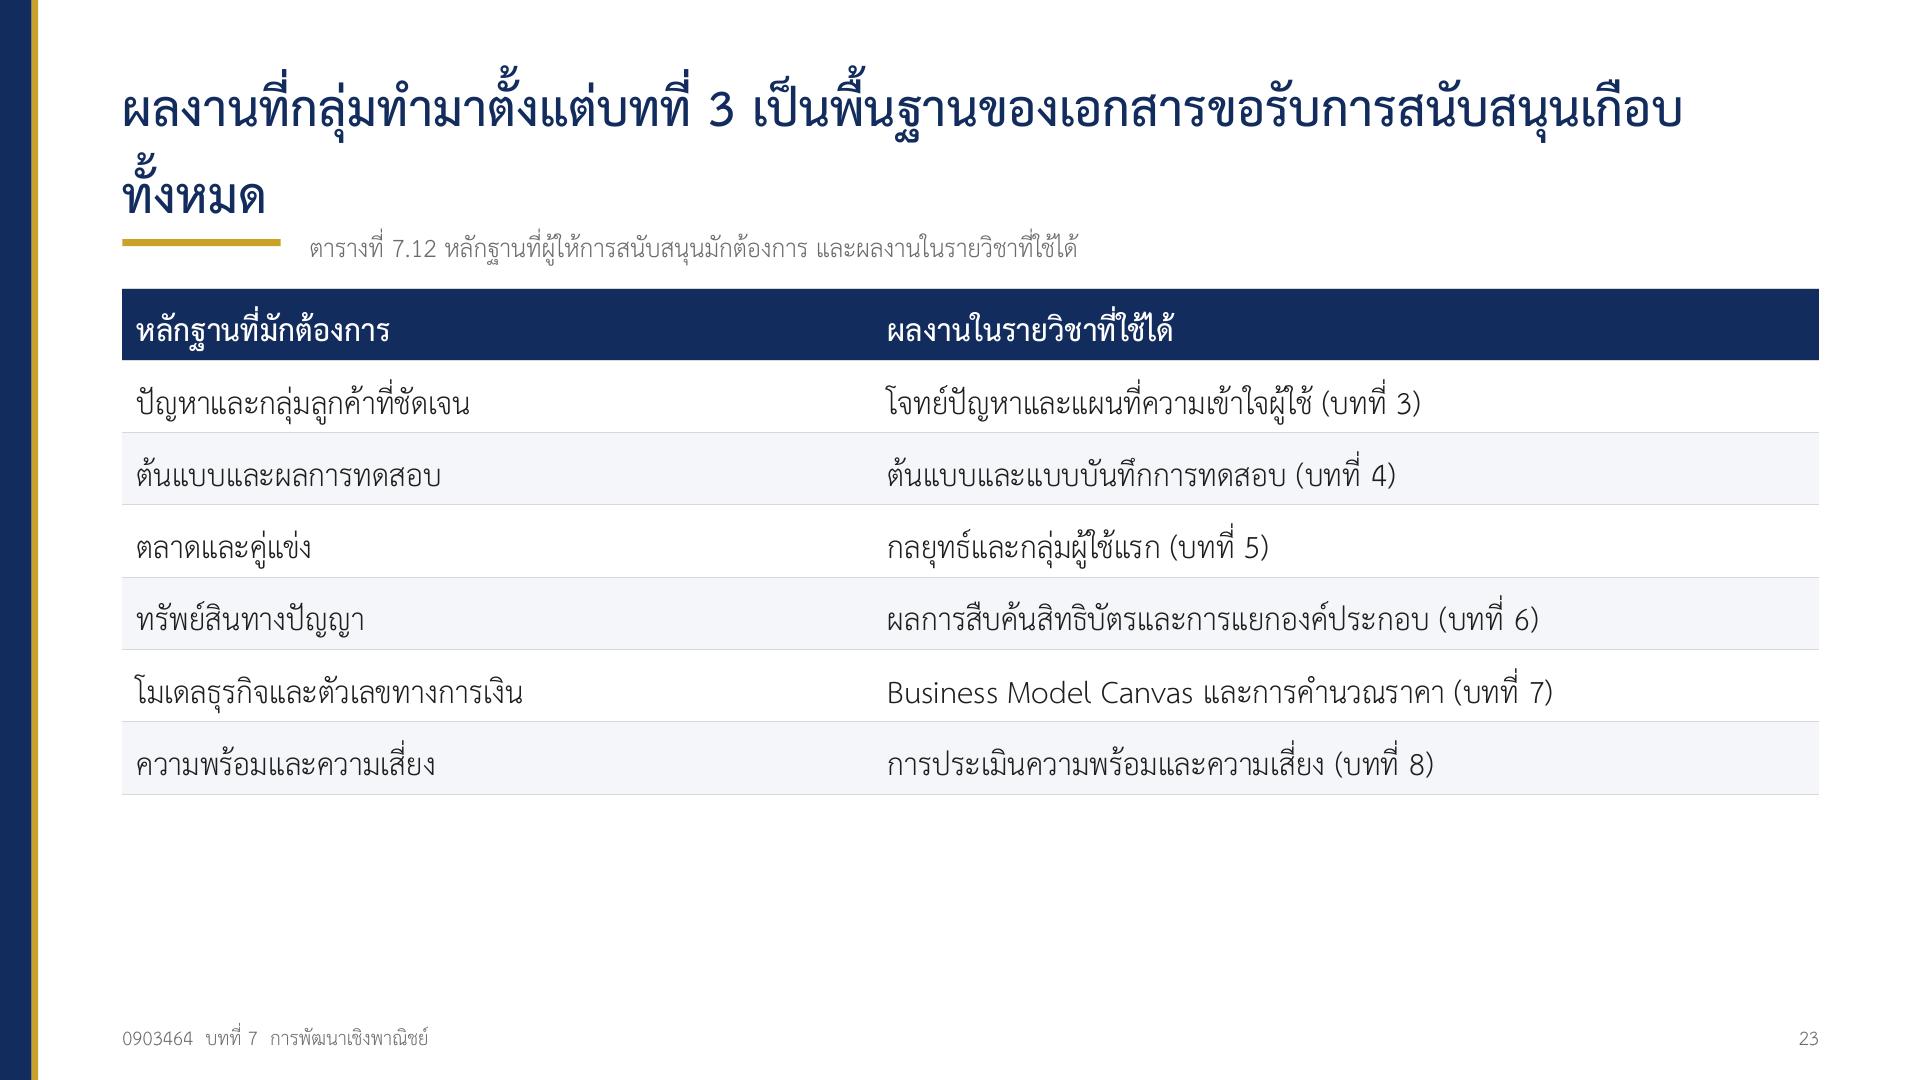 ผลงานที่กลุ่มทำมาตั้งแต่บทที่ 3 เป็นพื้นฐานของเอกสารขอรับการสนับสนุนเกือบ
ทั้งหมด
ตารางที่ 7.12 หลักฐานที่ผู้ให้การสนับสนุนมักต้องการ และผลงานในรายวิชาที่ใช้ได้
หลักฐานที่มักต้องการ ผลงานในรายวิชาที่ใช้ได้
ปัญหาและกลุ่มลูกค้าที่ชัดเจน โจทย์ปัญหาและแผนที่ความเข้าใจผู้ใช้ (บทที่ 3)
ต้นแบบและผลการทดสอบ ต้นแบบและแบบบันทึกการทดสอบ (บทที่ 4)
ตลาดและคู่แข่ง กลยุทธ์และกลุ่มผู้ใช้แรก (บทที่ 5)
ทรัพย์สินทางปัญญา ผลการสืบค้นสิทธิบัตรและการแยกองค์ประกอบ (บทที่ 6)
โมเดลธุรกิจและตัวเลขทางการเงิน Business Model Canvas และการคำนวณราคา (บทที่ 7)
ความพร้อมและความเสี่ยง การประเมินความพร้อมและความเสี่ยง (บทที่ 8)
0903464 บทที่ 7 การพัฒนาเชิงพาณิชย์ 23